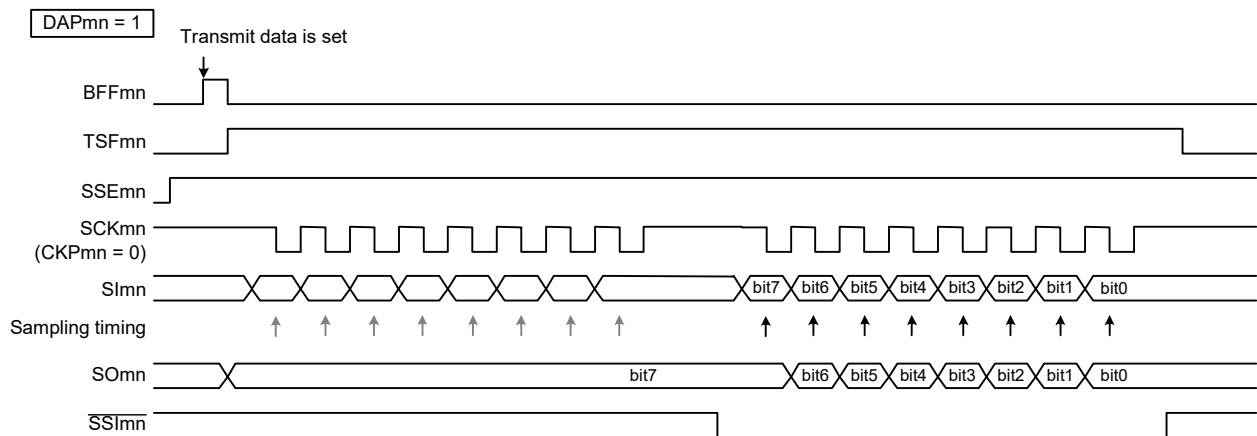 DAPmn = 1
Transmit data is set
BFFmn
TSFmn
SSEmn
SCKmn
(CKPmn = 0)
SImn
bit7 bit6 bit5 bit4 bit3 bit2 bit1 bit0
Sampling timing
SOmn
bit7 bit6 bit5 bit4 bit3 bit2 bit1 bit0
SSImn